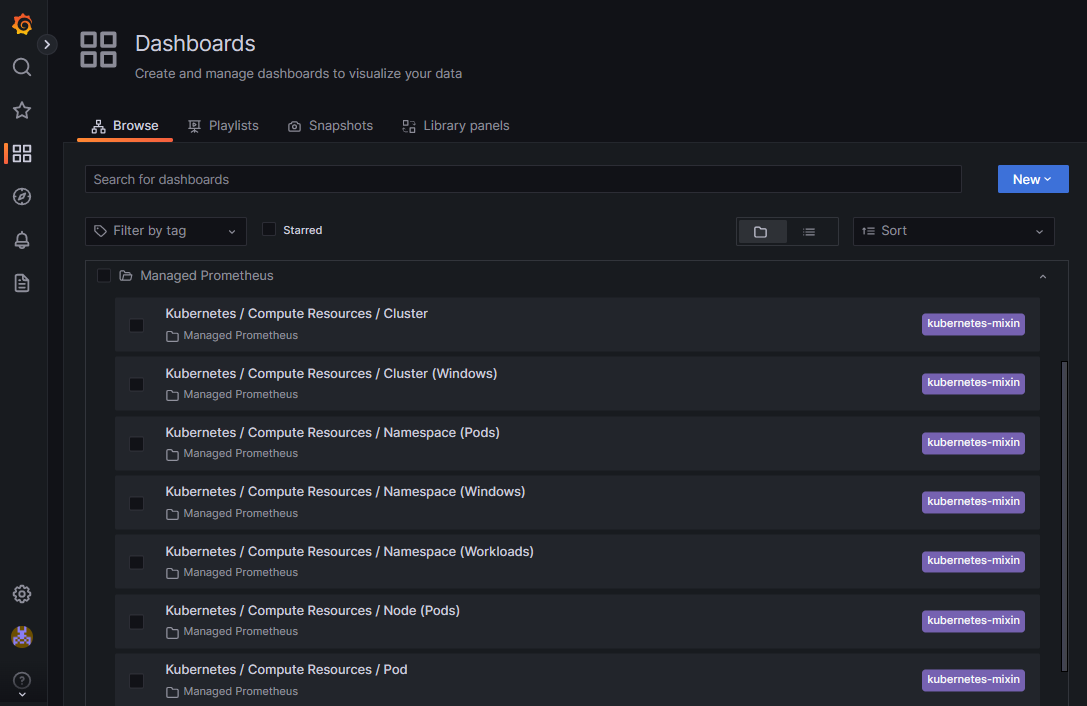 Dashboards
Create and manage dashboards to visualize your data
Browse Playlists Snapshots Library panels
Search for dashboards New
Filter by tag Starred Sort
Managed Prometheus
Kubernetes / Compute Resources / Cluster
Managed Prometheus
kubernetes-mixin
Kubernetes / Compute Resources / Cluster (Windows)
Managed Prometheus
kubernetes-mixin
Kubernetes / Compute Resources / Namespace (Pods)
Managed Prometheus
kubernetes-mixin
Kubernetes / Compute Resources / Namespace (Windows)
Managed Prometheus
kubernetes-mixin
Kubernetes / Compute Resources / Namespace (Workloads)
Managed Prometheus
kubernetes-mixin
Kubernetes / Compute Resources / Node (Pods)
Managed Prometheus
kubernetes-mixin
Kubernetes / Compute Resources / Pod
Managed Prometheus
kubernetes-mixin